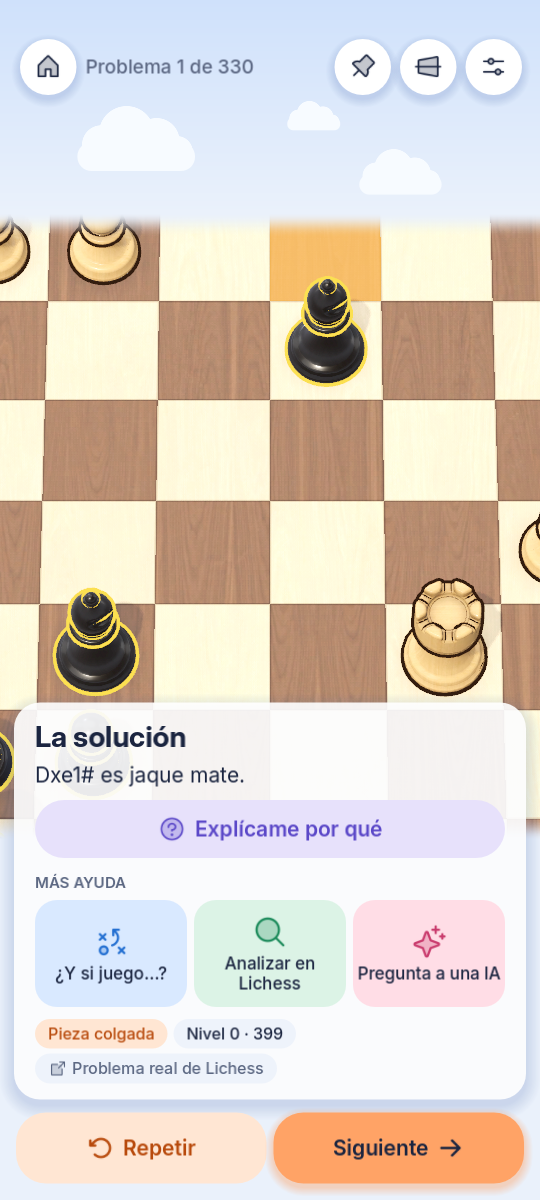 Problema 1 de 330
La solución
Dxe1# es jaque mate.
Explícame por qué
MÁS AYUDA
¿Y si juego...?
Analizar en
Lichess
Pregunta a una IA
Pieza colgada
Nivel 0 · 399
Problema real de Lichess
Repetir
Siguiente